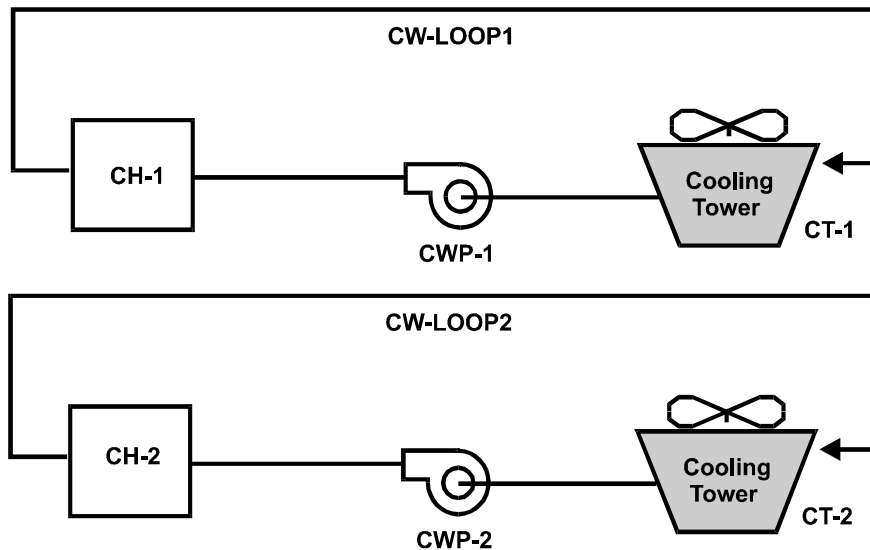 CW-LOOP1
CH-1
Cooling
Tower
CWP-1
CT-1
CW-LOOP2
CH-2
Cooling
Tower
CWP-2
CT-2